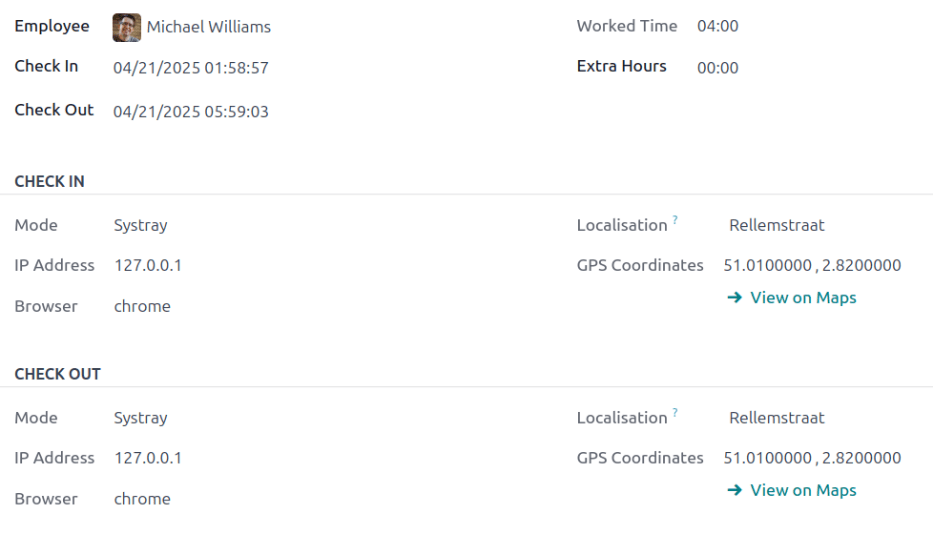 Employee Michael Williams Worked Time 04:00
Check In 04/21/2025 01:58:57 Extra Hours 00:00
Check Out 04/21/2025 05:59:03
CHECK IN
Mode Systray Localisation ? Rellemstraat
IP Address 127.0.0.1 GPS Coordinates 51.0100000 , 2.8200000
Browser chrome → View on Maps
CHECK OUT
Mode Systray Localisation ? Rellemstraat
IP Address 127.0.0.1 GPS Coordinates 51.0100000 , 2.8200000
Browser chrome → View on Maps